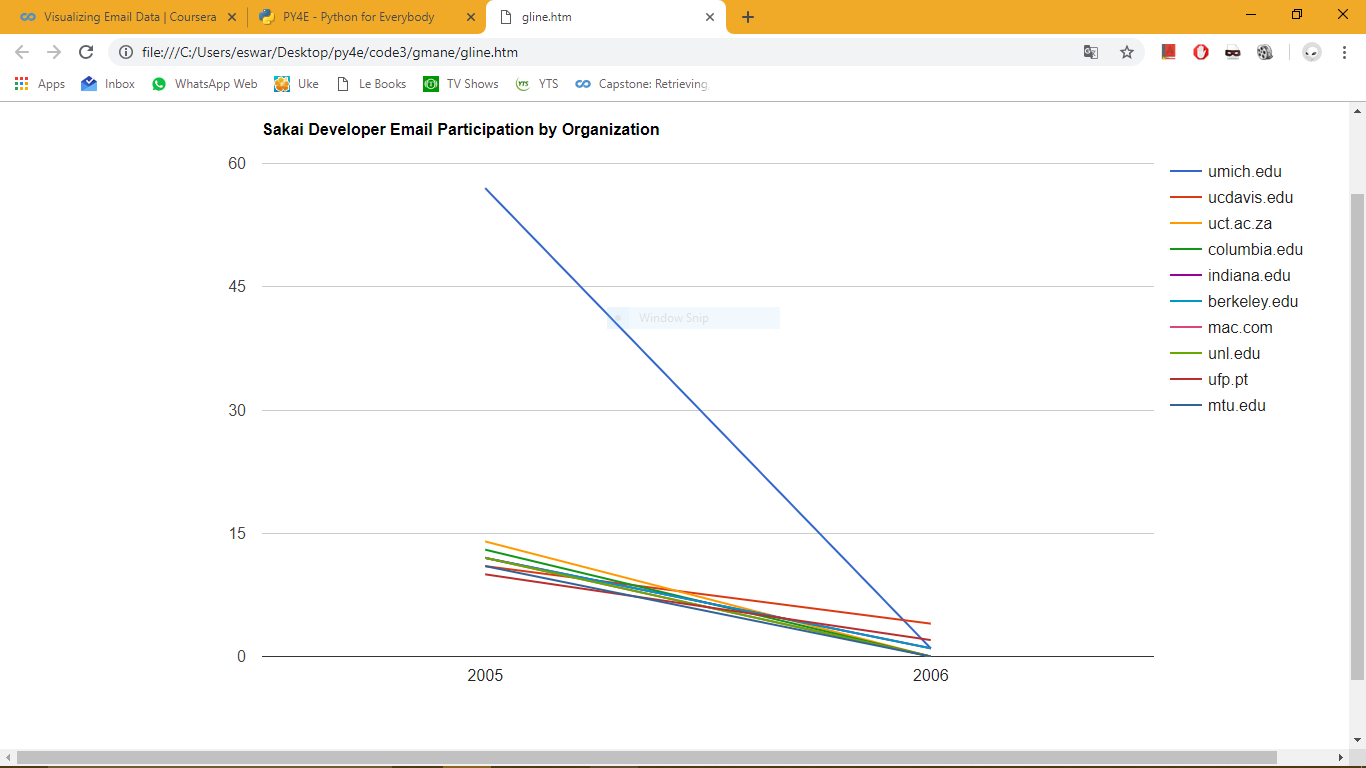 Visualizing Email Data | Coursera
PY4E - Python for Everybody
gline.htm
file:///C:/Users/eswar/Desktop/py4e/code3/gmane/gline.htm
Apps
Inbox
WhatsApp Web
Uke
Le Books
TV Shows
YTS
Capstone: Retrieving,
Sakai Developer Email Participation by Organization
60
45
30
15
0
2005
2006
Window Snip
umich.edu
ucdavis.edu
uct.ac.za
columbia.edu
indiana.edu
berkeley.edu
mac.com
unl.edu
ufp.pt
mtu.edu